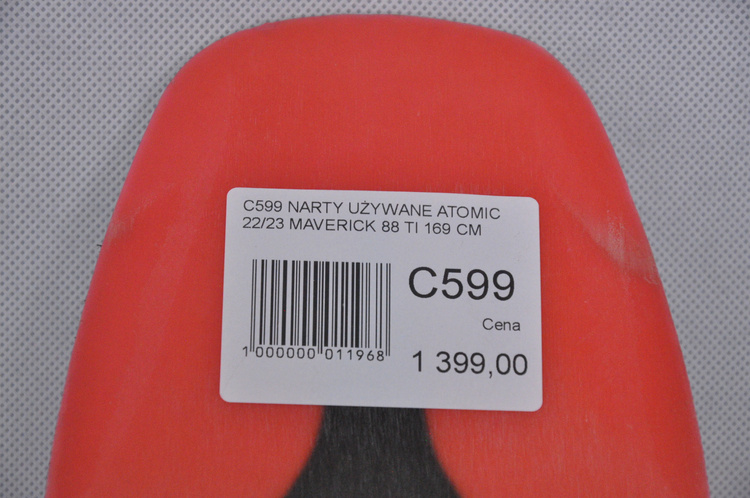 C599 NARTY UŻYWANE ATOMIC
22/23 MAVERICK 88 TI 169 CM
C599
Cena
1 399,00
1 000000 011968